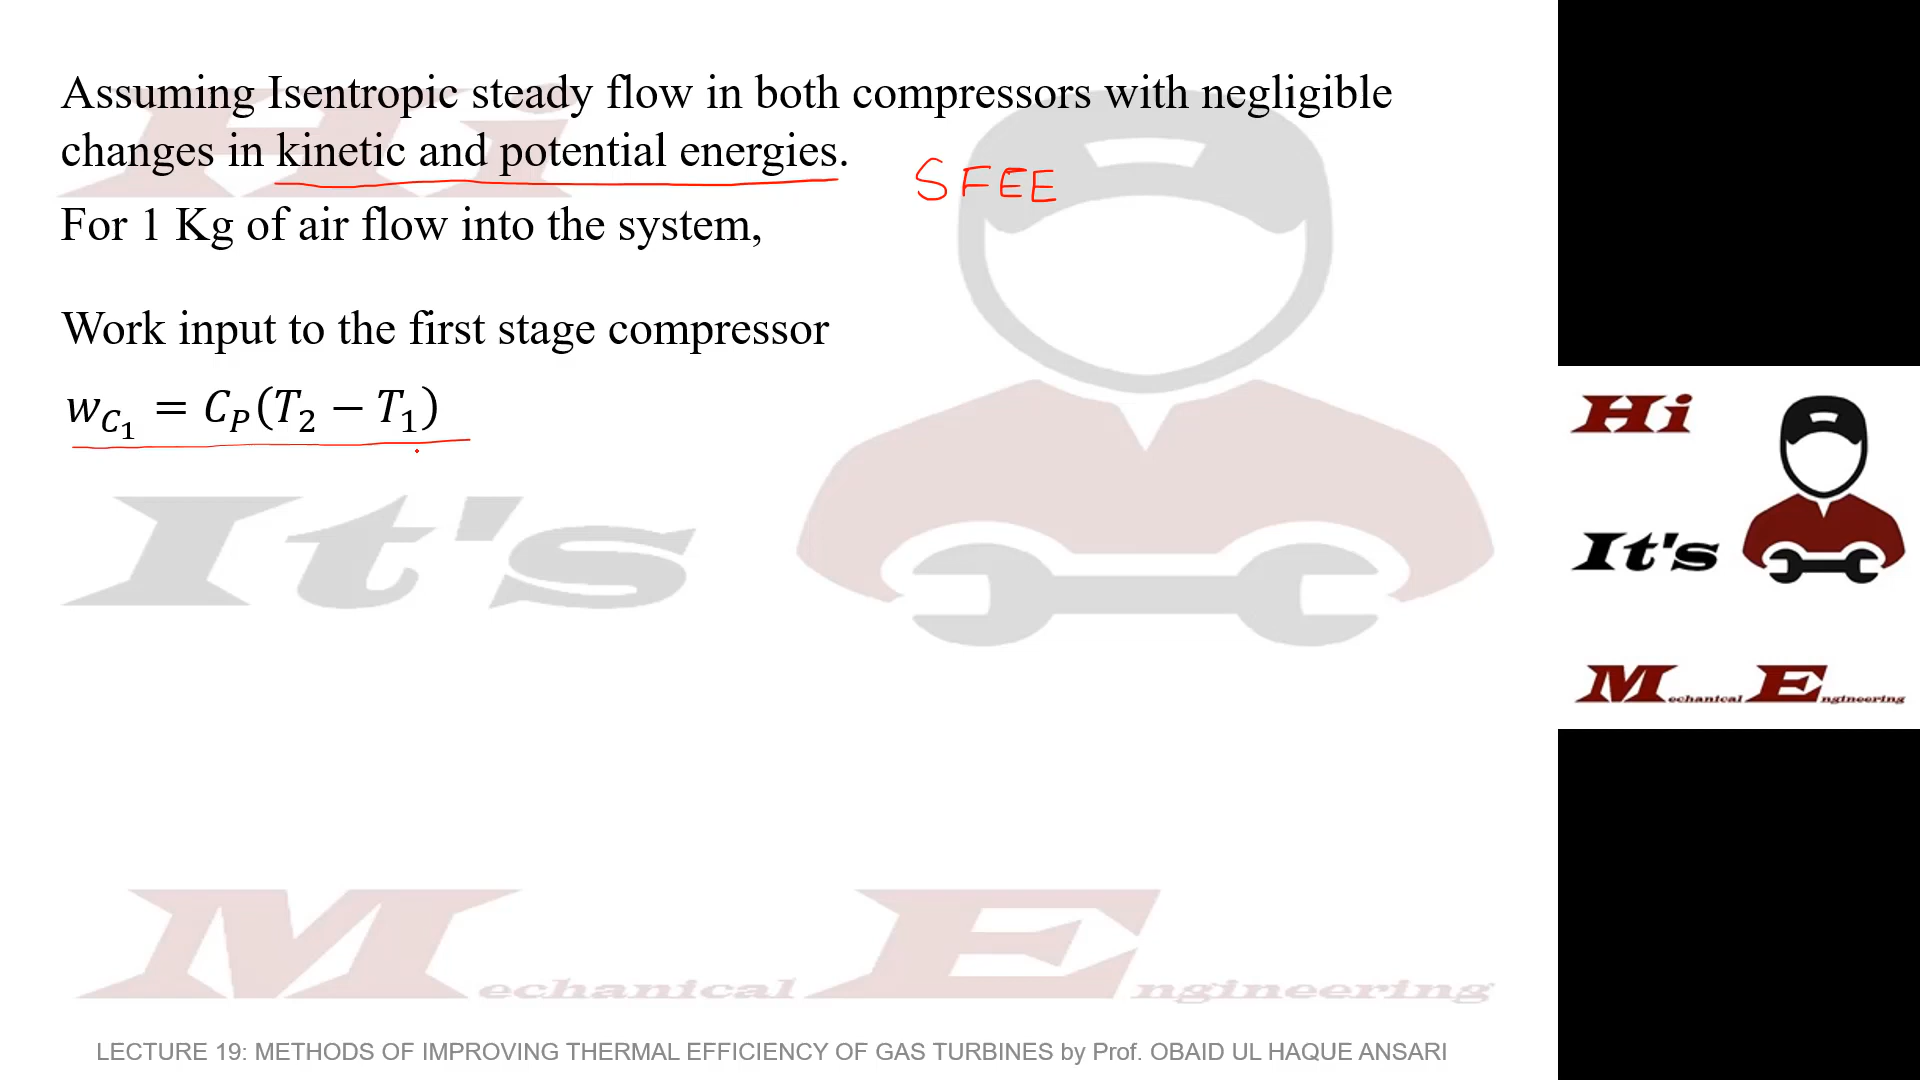 Assuming Isentropic steady flow in both compressors with negligible
changes in kinetic and potential energies.
SFEE
For 1 Kg of air flow into the system,
Work input to the first stage compressor
w_{C_1} = C_P(T_2 − T_1)
Hi
It's
Mechanical Engineering
LECTURE 19: METHODS OF IMPROVING THERMAL EFFICIENCY OF GAS TURBINES by Prof. OBAID UL HAQUE ANSARI
Hi
It's
Mechanical Engineering